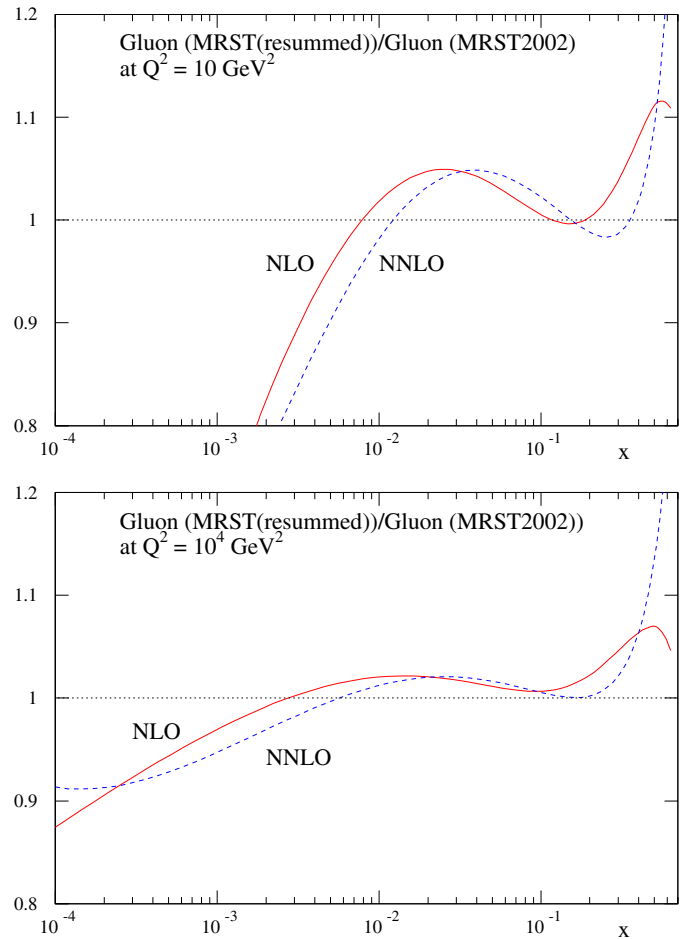 1.2
Gluon (MRST(resummed))/Gluon (MRST2002)
at Q² = 10 GeV²
1.1
1
NLO
NNLO
0.9
0.8
10⁻⁴ 10⁻³ 10⁻² 10⁻¹ x
1.2
Gluon (MRST(resummed))/Gluon (MRST2002))
at Q² = 10⁴ GeV²
1.1
1
NLO
NNLO
0.9
0.8
10⁻⁴ 10⁻³ 10⁻² 10⁻¹ x